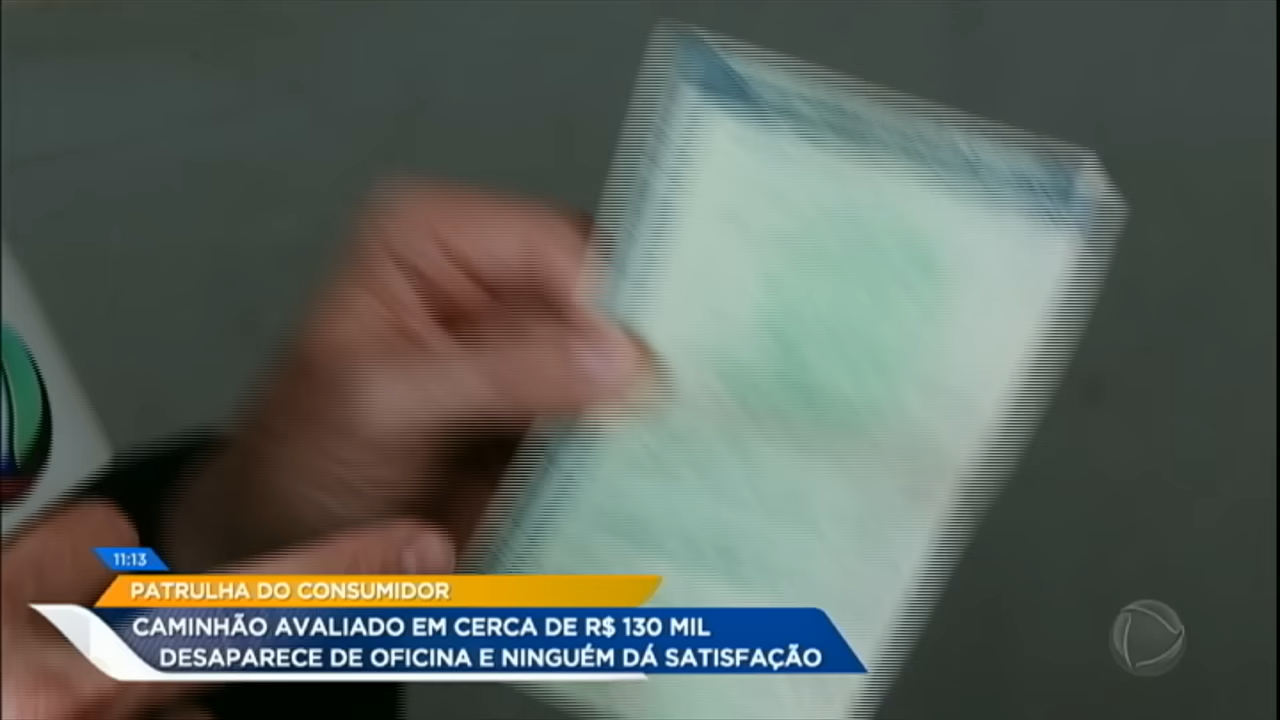 11:13
PATRULHA DO CONSUMIDOR
CAMINHÃO AVALIADO EM CERCA DE R$ 130 MIL
DESAPARECE DE OFICINA E NINGUÉM DÁ SATISFAÇÃO